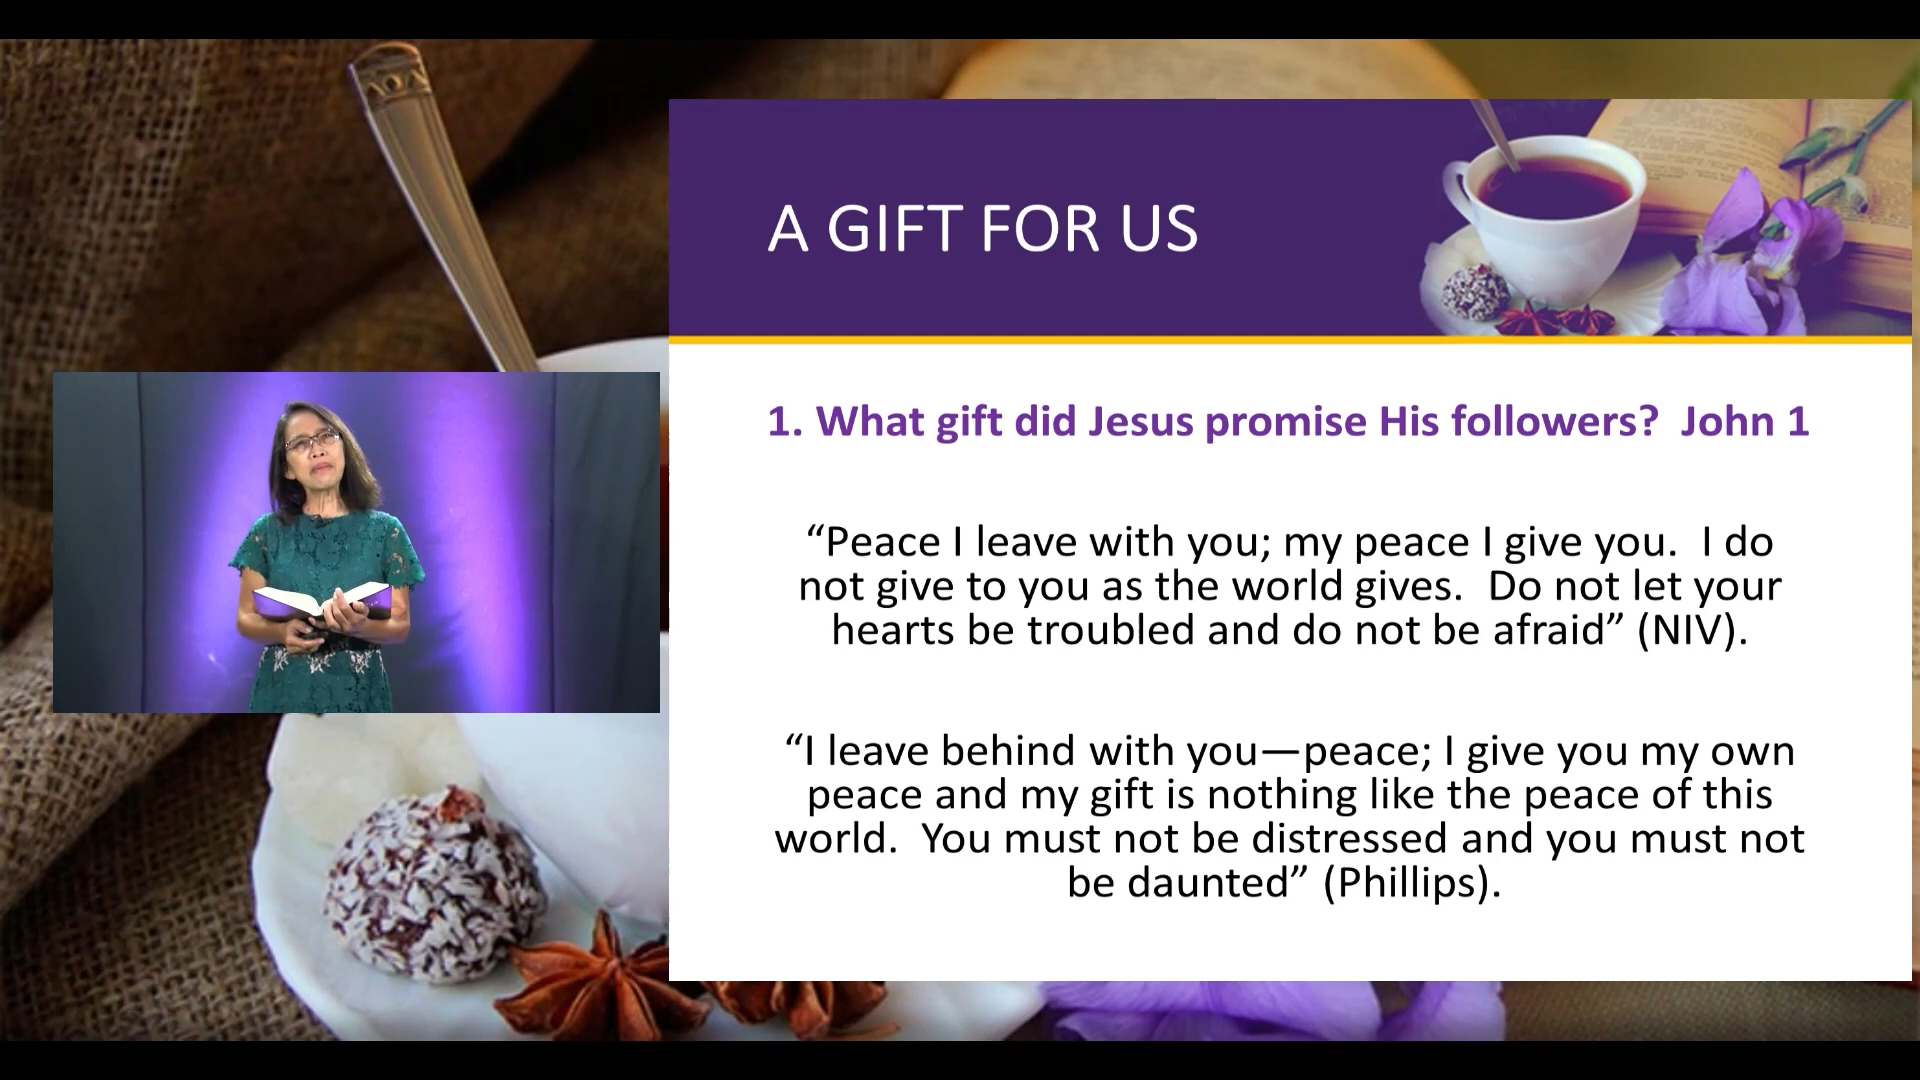 A GIFT FOR US
1. What gift did Jesus promise His followers?  John 1
“Peace I leave with you; my peace I give you.  I do
not give to you as the world gives.  Do not let your
hearts be troubled and do not be afraid” (NIV).
“I leave behind with you—peace; I give you my own
peace and my gift is nothing like the peace of this
world.  You must not be distressed and you must not
be daunted” (Phillips).